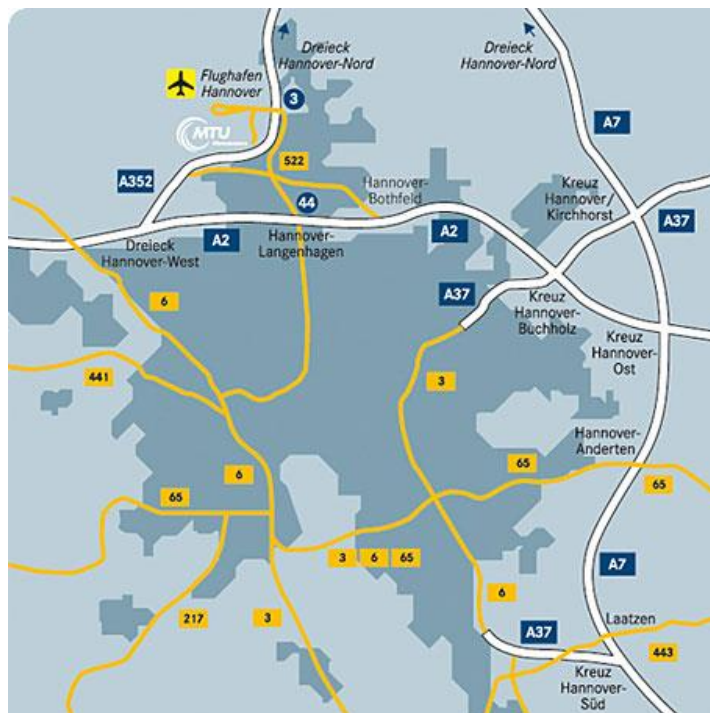 Dreieck
Hannover-Nord
Dreieck
Hannover-Nord
Flughafen
Hannover
3
MTU
A7
522
A352
Hannover-
Bothfeld
Kreuz
Hannover/
Kirchhorst
44
A37
A2
Hannover-
Langenhagen
A2
Dreieck
Hannover-West
A37
6
Kreuz
Hannover-
Buchholz
Kreuz
Hannover-
Ost
441
3
Hannover-
Anderten
6
65
65
65
3
6
65
A7
6
217
3
A37
Laatzen
443
Kreuz
Hannover-
Süd